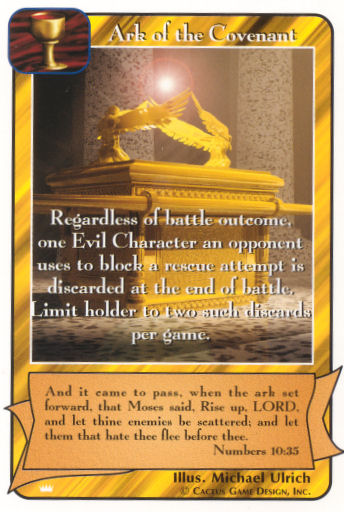 Ark of the Covenant
Regardless of battle outcome,
one Evil Character an opponent
uses to block a rescue attempt is
discarded at the end of battle.
Limit holder to two such discards
per game.
And it came to pass, when the ark set
forward, that Moses said, Rise up, LORD,
and let thine enemies be scattered; and let
them that hate thee flee before thee.
Numbers 10:35
Illus. Michael Ulrich
© Cactus Game Design, Inc.